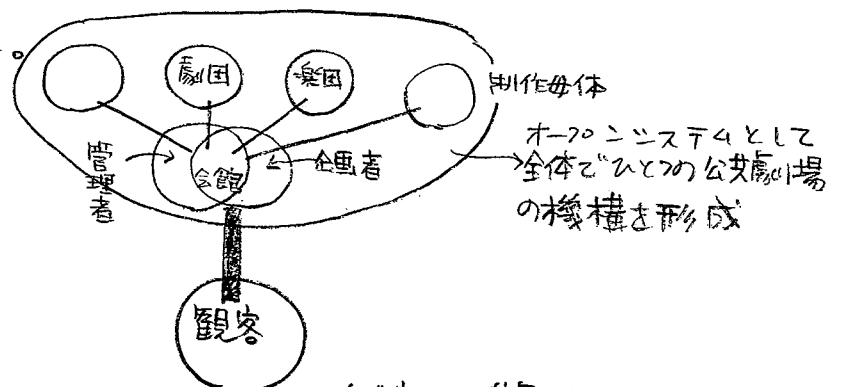 劇団
楽団
制作母体
管理者
会館
企画者
オープンシステムとして
全体でひとつの公共劇場
の機構を形成
観客